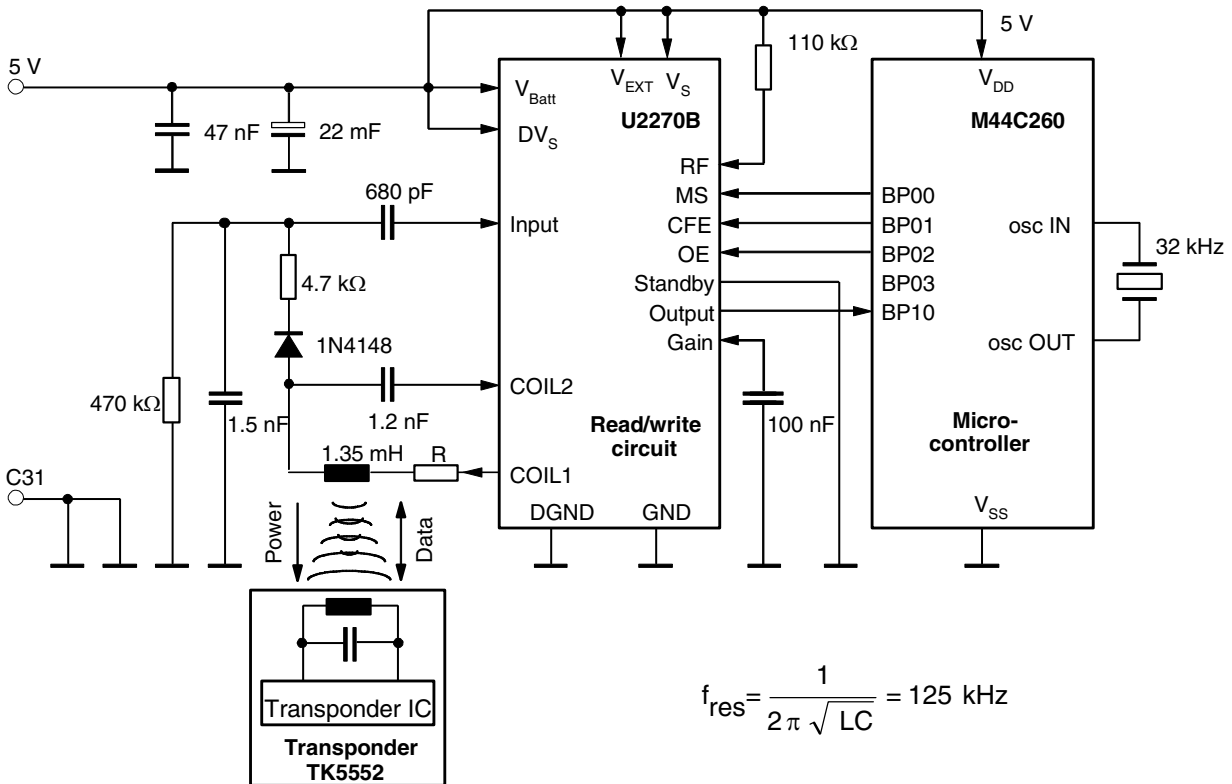 5 V
110 kΩ
5 V
47 nF
22 mF
V_Batt
DV_S
V_EXT
V_S
U2270B
V_DD
M44C260
RF
MS
CFE
OE
Standby
Output
Gain
BP00
BP01
BP02
BP03
BP10
osc IN
osc OUT
32 kHz
680 pF
Input
4.7 kΩ
1N4148
COIL2
470 kΩ
1.5 nF
1.2 nF
1.35 mH
R
COIL1
Read/write
circuit
100 nF
Micro-
controller
C31
DGND
GND
V_SS
Power
Data
Transponder IC
Transponder
TK5552
f_res = 1 / (2 π √LC) = 125 kHz